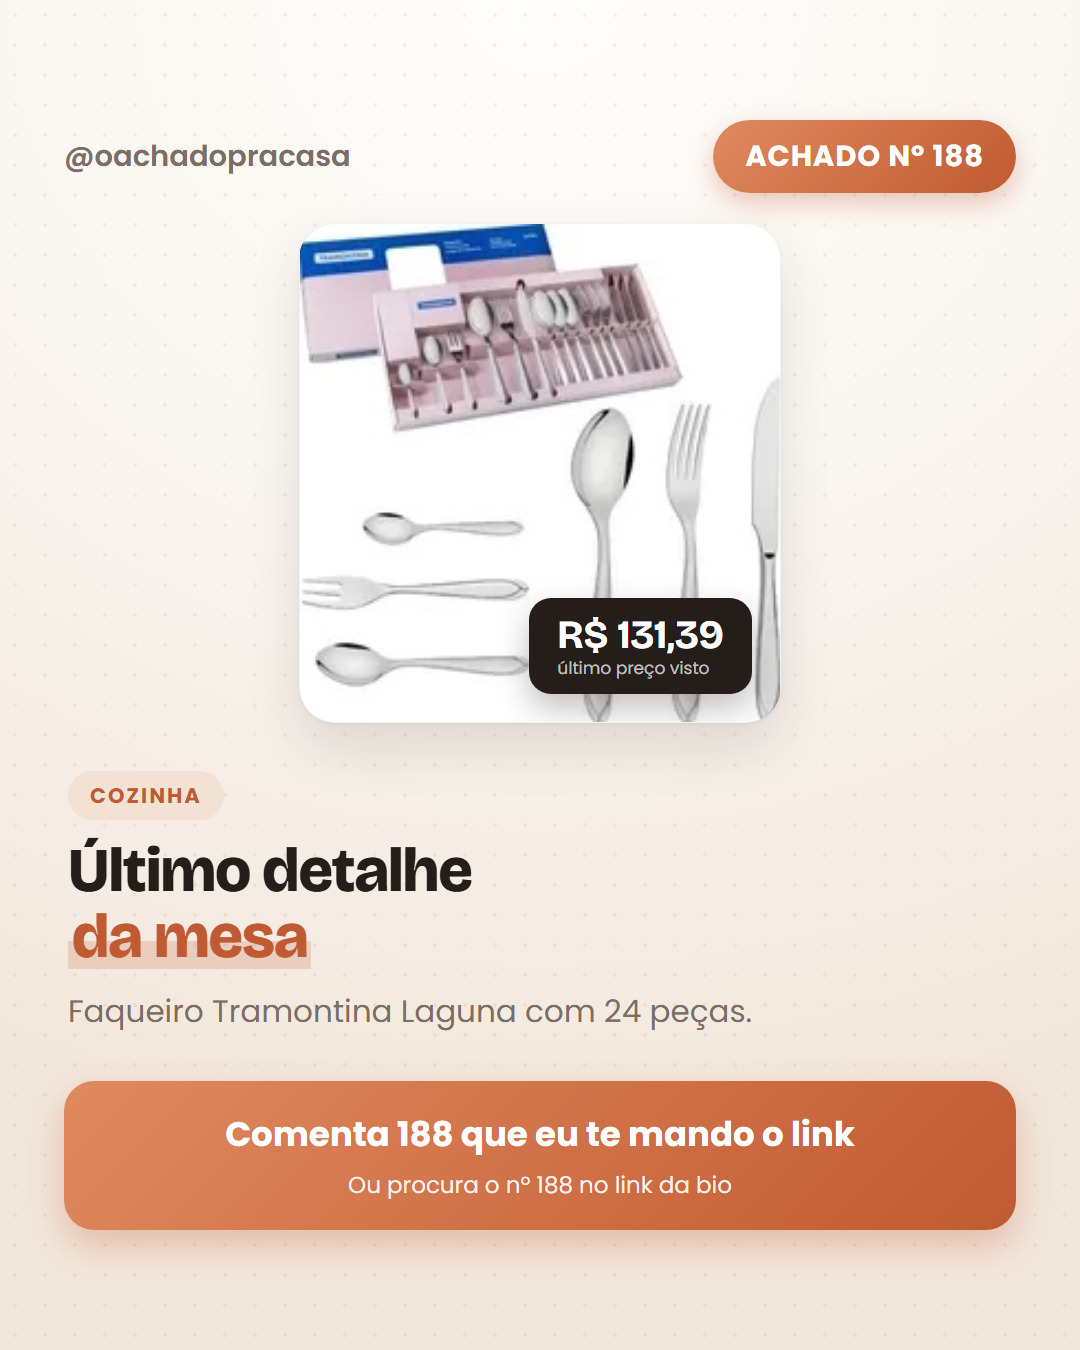 @oachadopracasa
ACHADO Nº 188
TRAMONTINA
R$ 131,39
último preço visto
COZINHA
Último detalhe
da mesa
Faqueiro Tramontina Laguna com 24 peças.
Comenta 188 que eu te mando o link
Ou procura o nº 188 no link da bio